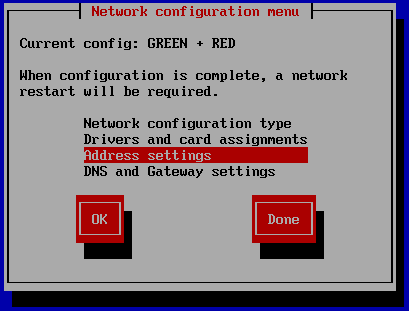 Network configuration menu
Current config: GREEN + RED
When configuration is complete, a network
restart will be required.
Network configuration type
Drivers and card assignments
Address settings
DNS and Gateway settings
OK
Done